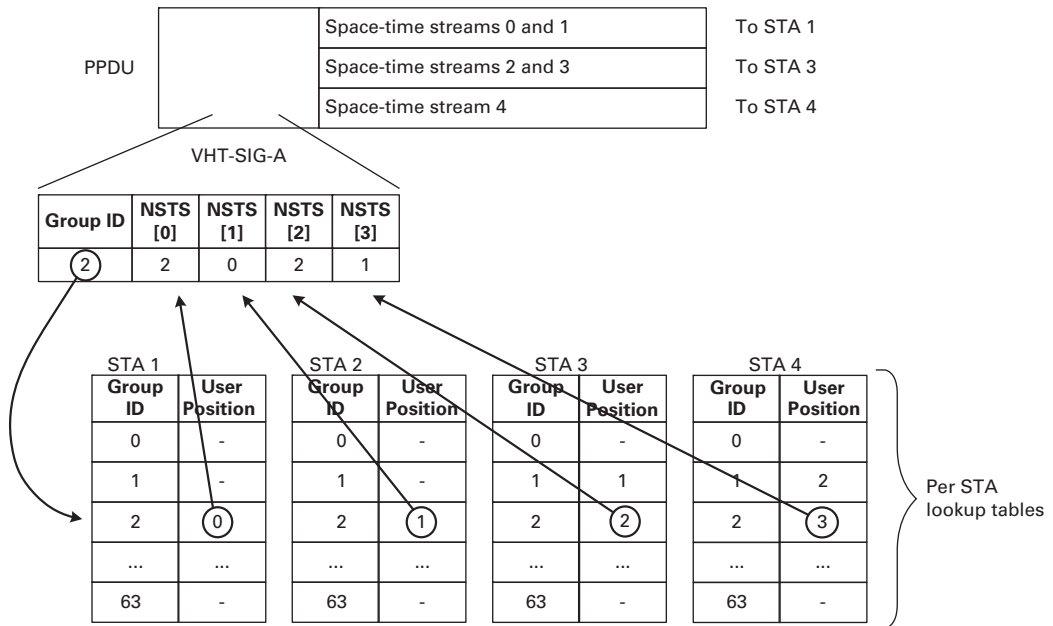 PPDU
Space-time streams 0 and 1 To STA 1
Space-time streams 2 and 3 To STA 3
Space-time stream 4 To STA 4
VHT-SIG-A
Group ID NSTS [0] NSTS [1] NSTS [2] NSTS [3]
2 2 0 2 1
STA 1
Group ID User Position
0 -
1 -
2 0
... ...
63 -
STA 2
Group ID User Position
0 -
1 -
2 1
... ...
63 -
STA 3
Group ID User Position
0 -
1 1
2 2
... ...
63 -
STA 4
Group ID User Position
0 -
1 2
2 3
... ...
63 -
Per STA
lookup tables